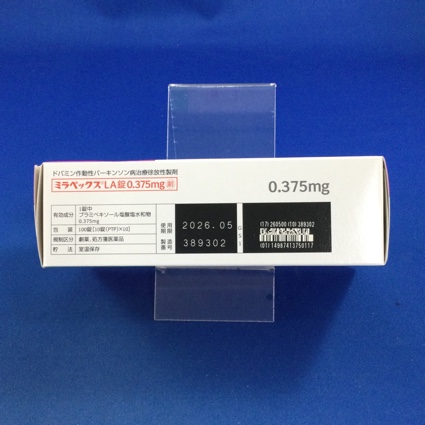 ドパミン作動性パーキンソン病治療徐放性製剤
ミラペックス®LA錠0.375mg 劇
0.375mg
有効成分 1錠中
プラミペキソール塩酸塩水和物
0.375mg
包装 100錠[10錠(PTP)×10]
規制区分 劇薬、処方箋医薬品
貯法 室温保存
使用期限 2026.05
製造番号 389302
GS1
(17) 260500 (10) 389302
(01) 14987413750117